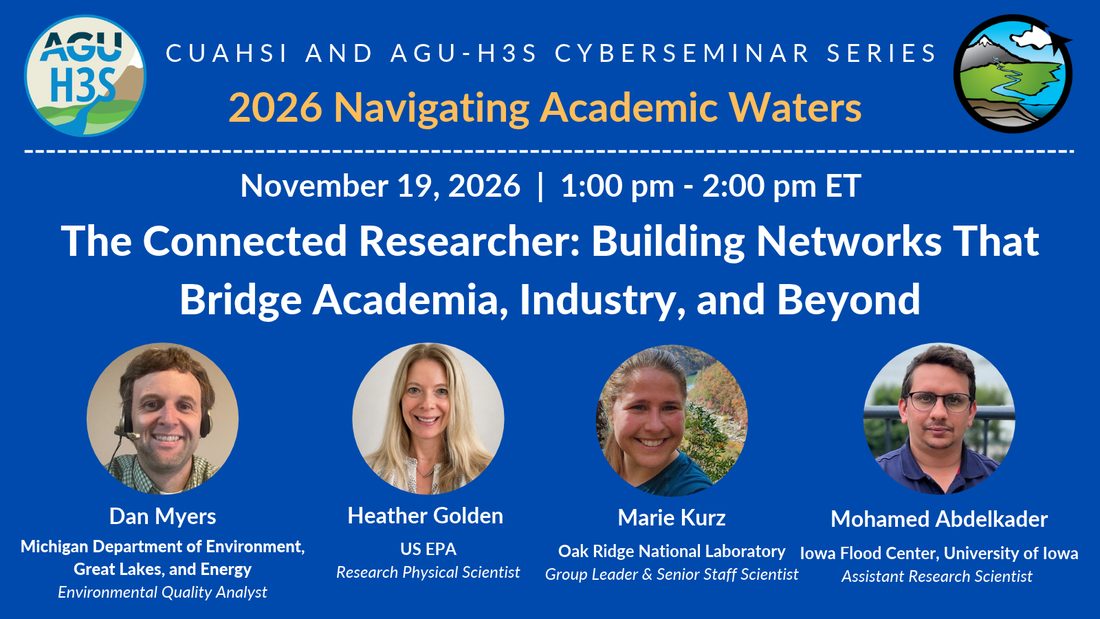 AGU
H3S
CUAHSI AND AGU-H3S CYBERSEMINAR SERIES
2026 Navigating Academic Waters
November 19, 2026 | 1:00 pm - 2:00 pm ET
The Connected Researcher: Building Networks That
Bridge Academia, Industry, and Beyond
Dan Myers
Michigan Department of Environment,
Great Lakes, and Energy
Environmental Quality Analyst
Heather Golden
US EPA
Research Physical Scientist
Marie Kurz
Oak Ridge National Laboratory
Group Leader & Senior Staff Scientist
Mohamed Abdelkader
Iowa Flood Center, University of Iowa
Assistant Research Scientist